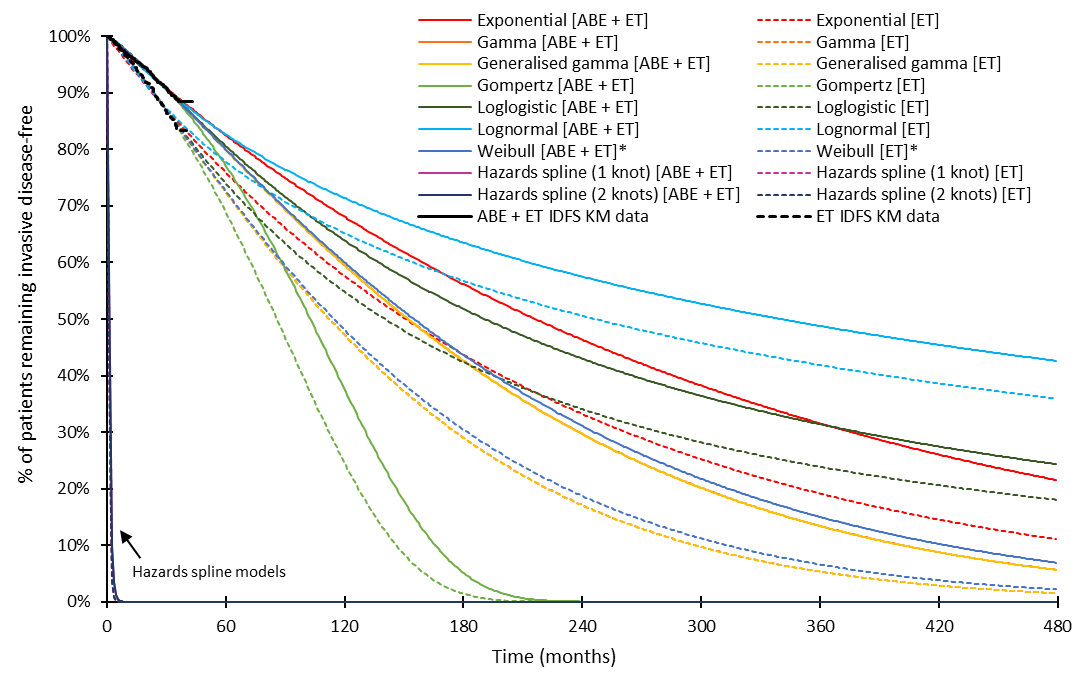 Exponential [ABE + ET] Exponential [ET]
Gamma [ABE + ET] Gamma [ET]
Generalised gamma [ABE + ET] Generalised gamma [ET]
Gompertz [ABE + ET] Gompertz [ET]
Loglogistic [ABE + ET] Loglogistic [ET]
Lognormal [ABE + ET] Lognormal [ET]
Weibull [ABE + ET]* Weibull [ET]*
Hazards spline (1 knot) [ABE + ET] Hazards spline (1 knot) [ET]
Hazards spline (2 knots) [ABE + ET] Hazards spline (2 knots) [ET]
ABE + ET IDFS KM data ET IDFS KM data
% of patients remaining invasive disease-free
100%
90%
80%
70%
60%
50%
40%
30%
20%
10%
0%
Hazards spline models
0 60 120 180 240 300 360 420 480
Time (months)